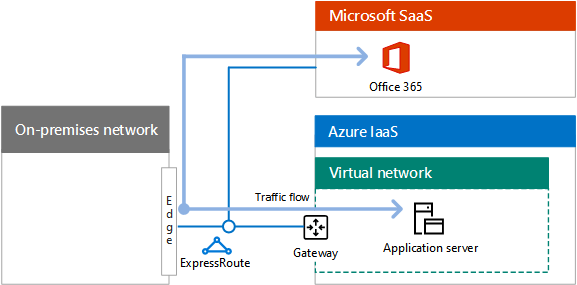 Microsoft SaaS
Office 365
On-premises network
Azure IaaS
Virtual network
Edge
Traffic flow
Application server
Gateway
ExpressRoute